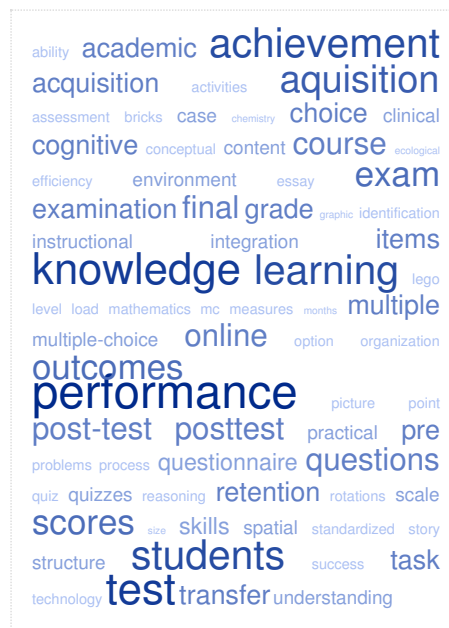 ability academic achievement
acquisition activities aquisition
assessment bricks case chemistry choice clinical
cognitive conceptual content course ecological
efficiency environment essay exam
examination final grade graphic identification
instructional integration items
knowledge learning lego
level load mathematics mc measures months multiple
multiple-choice online option organization
outcomes
performance picture point
post-test posttest practical pre
problems process questionnaire questions
quiz quizzes reasoning retention rotations scale
scores size skills spatial standardized story
structure students success task
technology test transfer understanding